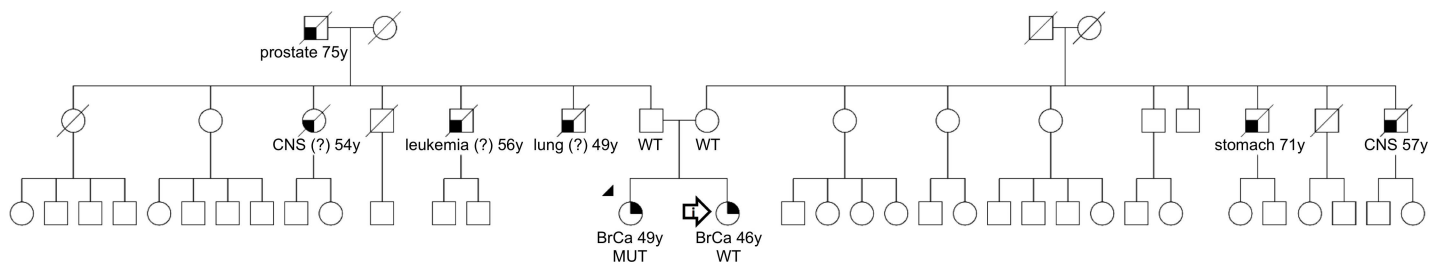 prostate 75y
CNS (?) 54y
leukemia (?) 56y
lung (?) 49y
WT
WT
stomach 71y
CNS 57y
i
BrCa 49y
MUT
BrCa 46y
WT